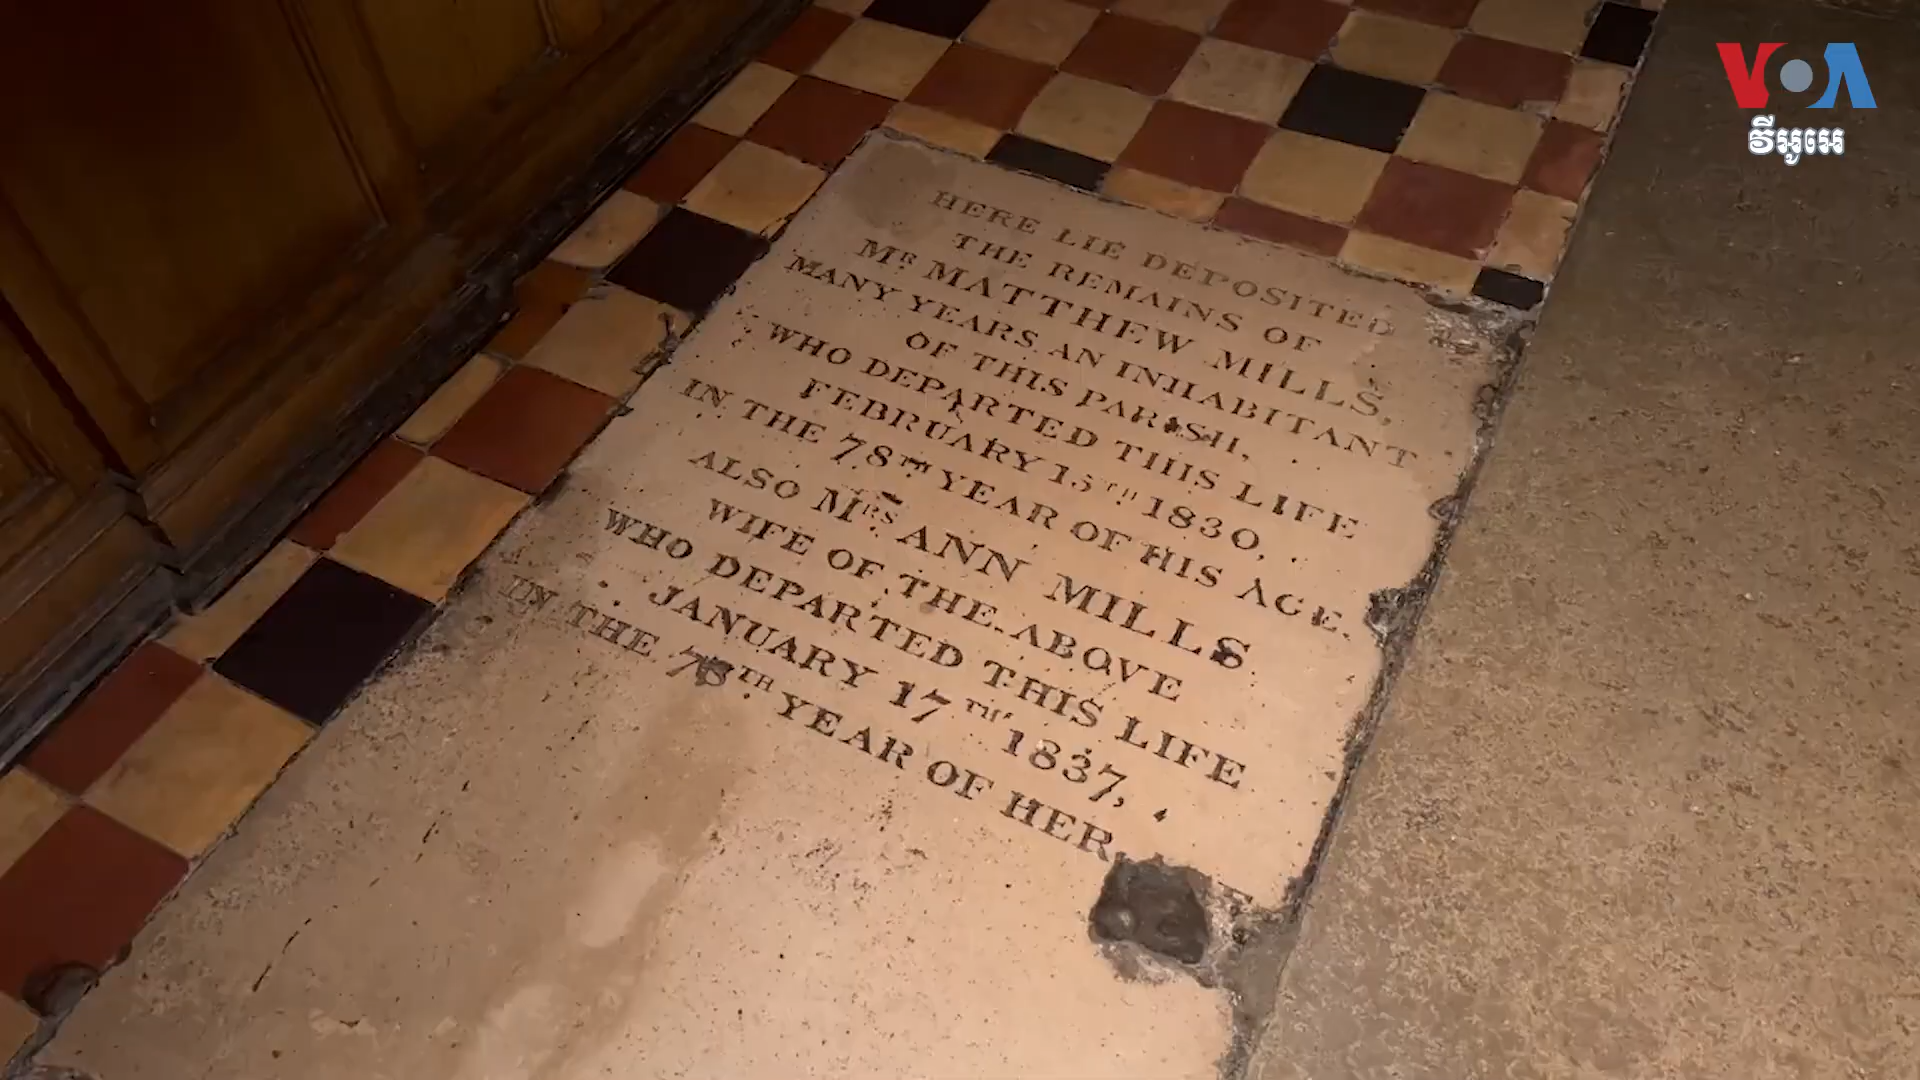 VOA
វីអូអេ
HERE LIE DEPOSITED
THE REMAINS OF
MR MATTHEW MILLS,
MANY YEARS AN INHABITANT
OF THIS PARISH,
WHO DEPARTED THIS LIFE
FEBRUARY 15TH 1830,
IN THE 78TH YEAR OF HIS AGE.
ALSO MRS ANN MILLS
WIFE OF THE ABOVE
WHO DEPARTED THIS LIFE
JANUARY 17TH 1837,
IN THE 78TH YEAR OF HER